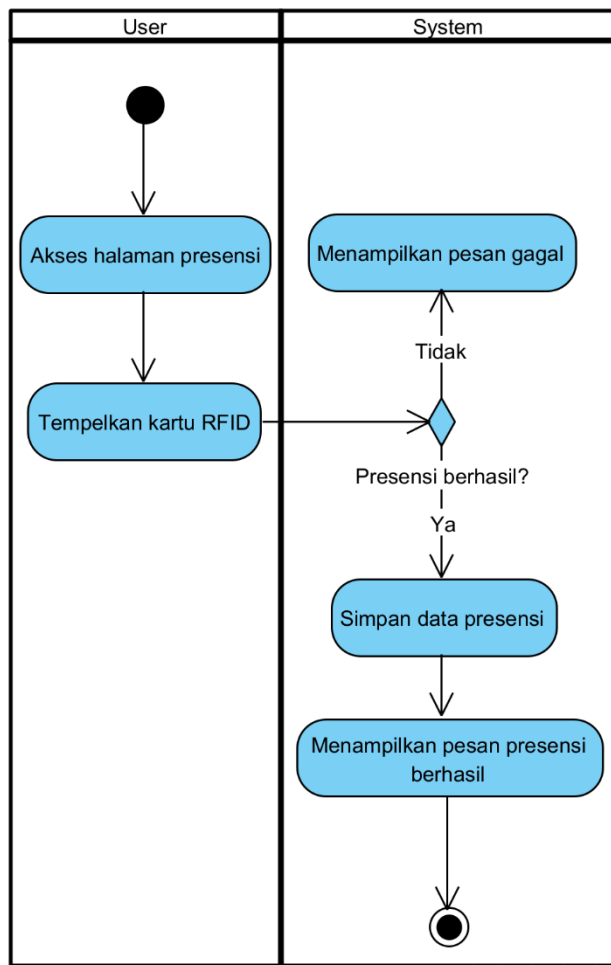 User
System
Akses halaman presensi
Menampilkan pesan gagal
Tidak
Tempelkan kartu RFID
Presensi berhasil?
Ya
Simpan data presensi
Menampilkan pesan presensi
berhasil